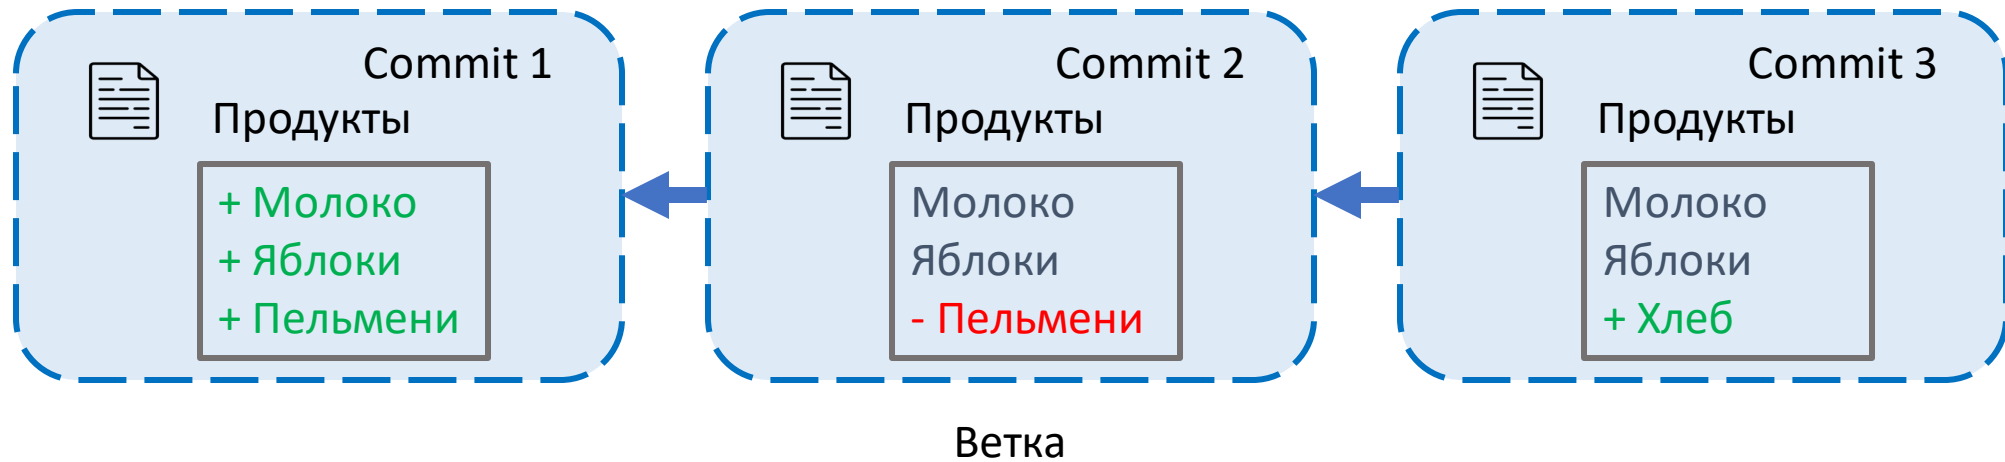 Commit 1
Продукты
+ Молоко
+ Яблоки
+ Пельмени
Commit 2
Продукты
Молоко
Яблоки
- Пельмени
Commit 3
Продукты
Молоко
Яблоки
+ Хлеб
Ветка